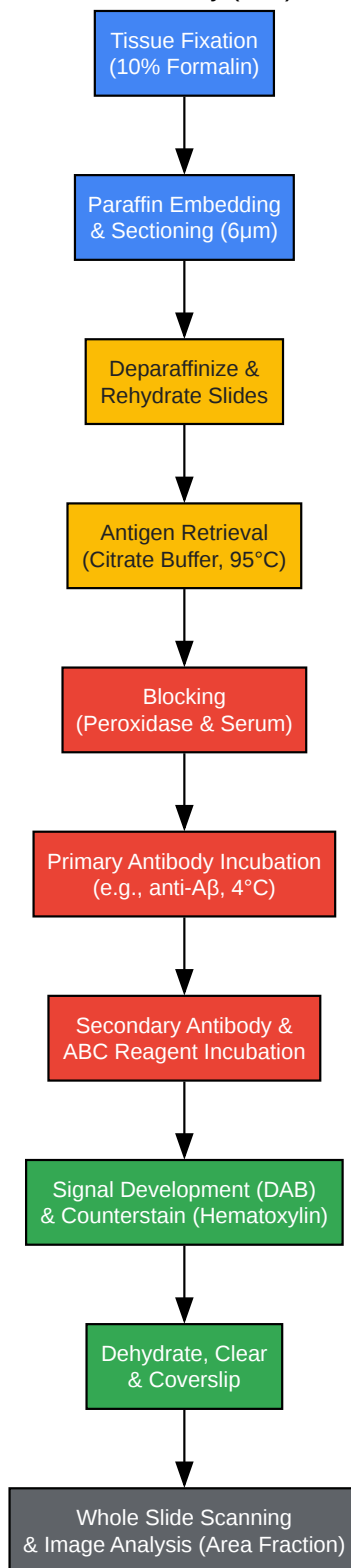 Tissue Fixation
(10% Formalin)
Paraffin Embedding
& Sectioning (6µm)
Deparaffinize &
Rehydrate Slides
Antigen Retrieval
(Citrate Buffer, 95°C)
Blocking
(Peroxidase & Serum)
Primary Antibody Incubation
(e.g., anti-Aβ, 4°C)
Secondary Antibody &
ABC Reagent Incubation
Signal Development (DAB)
& Counterstain (Hematoxylin)
Dehydrate, Clear
& Coverslip
Whole Slide Scanning
& Image Analysis (Area Fraction)